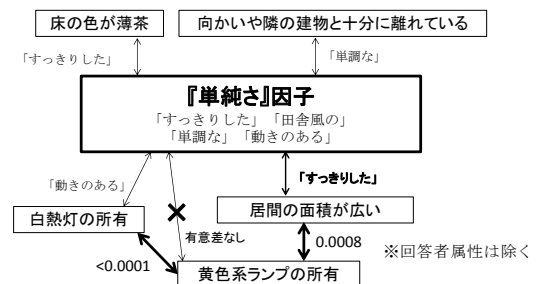 床の色が薄茶
向かいや隣の建物と十分に離れている
「すっきりした」
「単調な」
『単純さ』因子
「すっきりした」「田舎風の」
「単調な」「動きのある」
「動きのある」
「すっきりした」
白熱灯の所有
有意差なし
居間の面積が広い
<0.0001
0.0008
※回答者属性は除く
黄色系ランプの所有